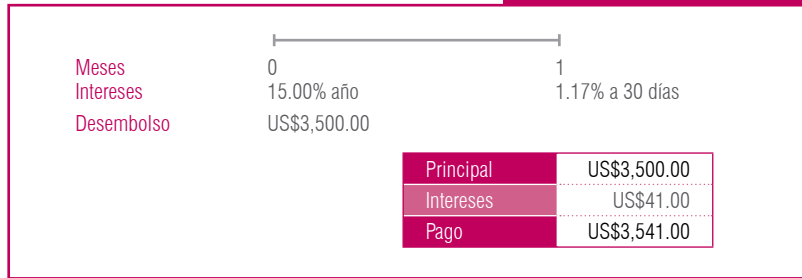 Meses 0 1
Intereses 15.00% año 1.17% a 30 días
Desembolso US$3,500.00
Principal US$3,500.00
Intereses US$41.00
Pago US$3,541.00